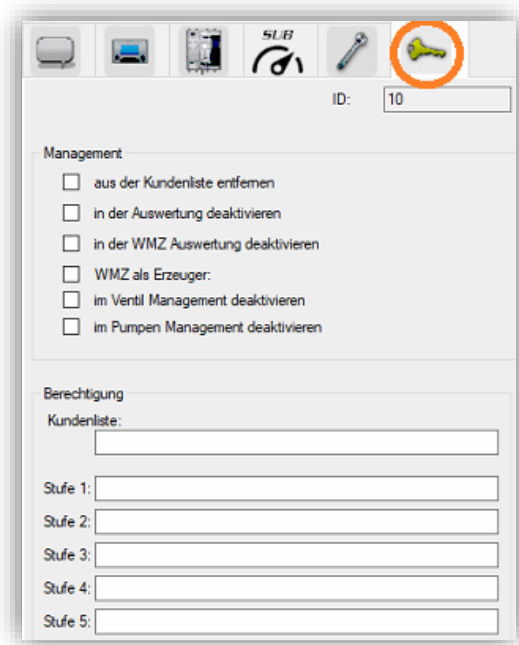 SUB
ID: 10
Management
aus der Kundenliste entfernen
in der Auswertung deaktivieren
in der WMZ Auswertung deaktivieren
WMZ als Erzeuger:
im Ventil Management deaktivieren
im Pumpen Management deaktivieren
Berechtigung
Kundenliste:
Stufe 1:
Stufe 2:
Stufe 3:
Stufe 4:
Stufe 5: